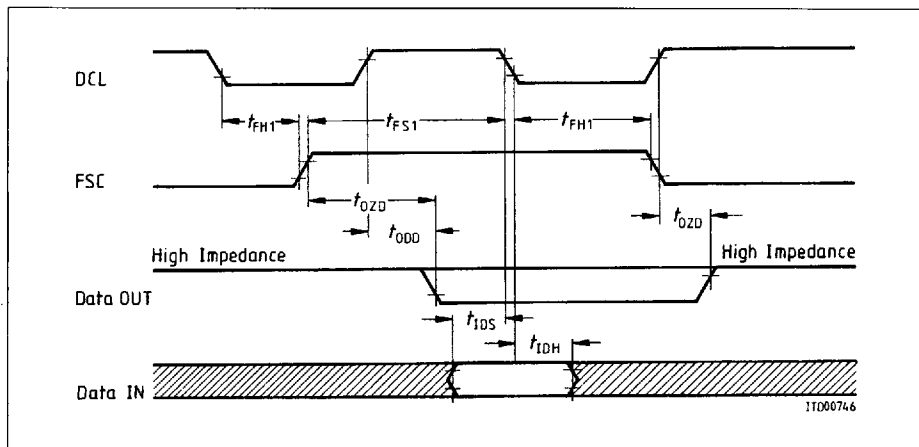 DCL
tFH1 tFS1 tFH1
FSC
tOZD tOZD
tODD
High Impedance High Impedance
Data OUT
tIDS
tIDH
Data IN
ITD00746